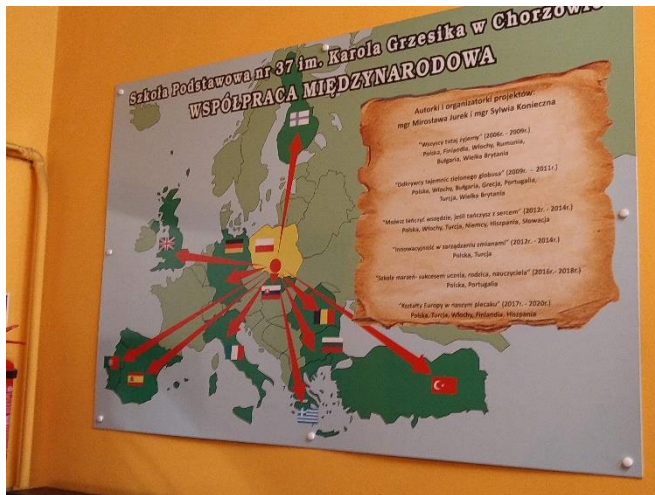 Szkoła Podstawowa nr 37 im. Karola Grzesika w Chorzowie
WSPÓŁPRACA MIĘDZYNARODOWA
Autorki i organizatorki projektów:
mgr Mirosława Jurek i mgr Sylwia Konieczna
"Wszyscy tutaj żyjemy" (2006r. - 2009r.)
Polska, Finlandia, Włochy, Rumunia,
Bułgaria, Wielka Brytania
"Odkrywcy tajemnic zielonego globusa" (2009r. - 2011r.)
Polska, Włochy, Bułgaria, Grecja, Portugalia,
Turcja, Wielka Brytania
"Możesz tańczyć wszędzie, jeśli tańczysz z sercem" (2012r. - 2014r.)
Polska, Włochy, Turcja, Niemcy, Hiszpania, Słowacja
"Innowacyjność w zarządzaniu zmianami" (2012r. - 2014r.)
Polska, Turcja
"Szkoła marzeń- sukcesem ucznia, rodzica, nauczyciela" (2016r.- 2018r.)
Polska, Portugalia
"Kształty Europy w naszym plecaku" (2017r. - 2020r.)
Polska, Turcja, Włochy, Finlandia, Hiszpania